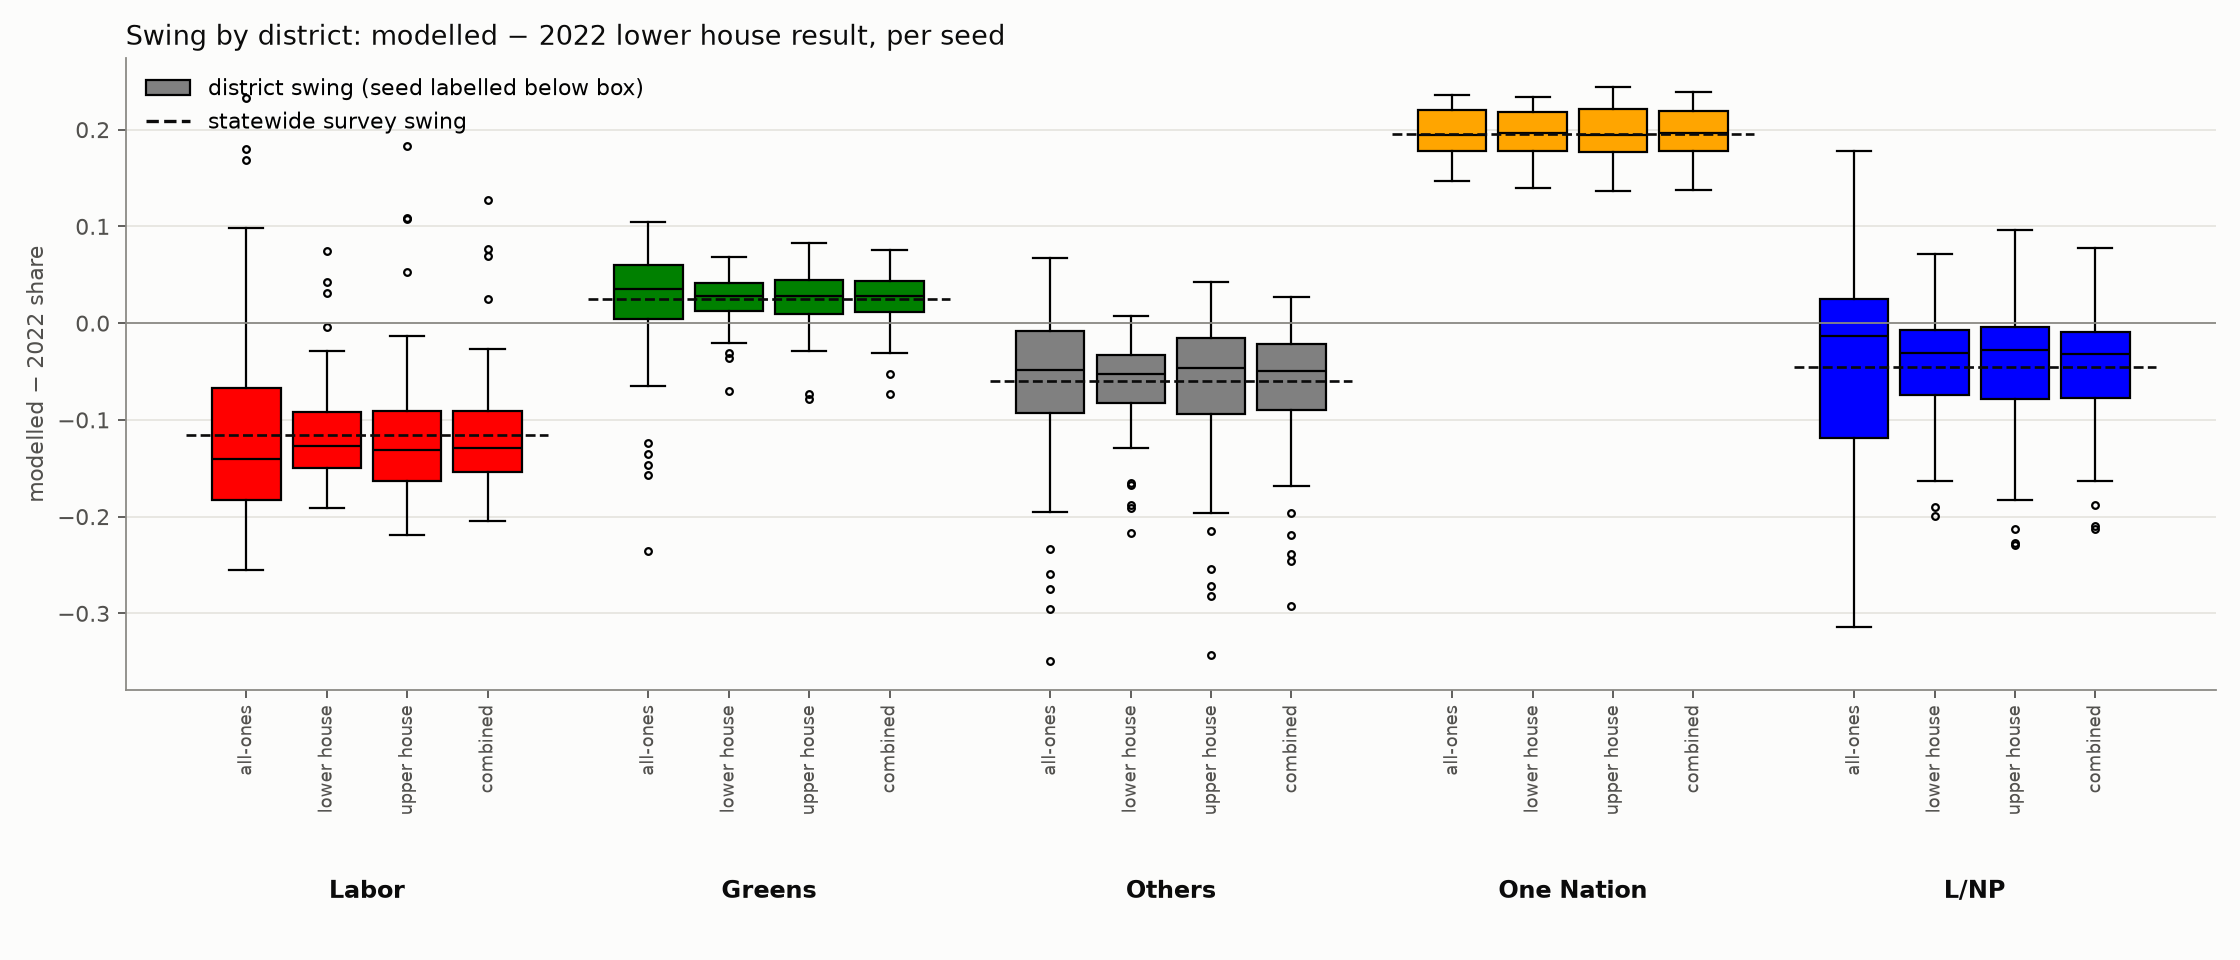 Swing by district: modelled − 2022 lower house result, per seed
district swing (seed labelled below box)
statewide survey swing
modelled − 2022 share
0.2
0.1
0.0
−0.1
−0.2
−0.3
all-ones
lower house
upper house
combined
all-ones
lower house
upper house
combined
all-ones
lower house
upper house
combined
all-ones
lower house
upper house
combined
all-ones
lower house
upper house
combined
Labor
Greens
Others
One Nation
L/NP